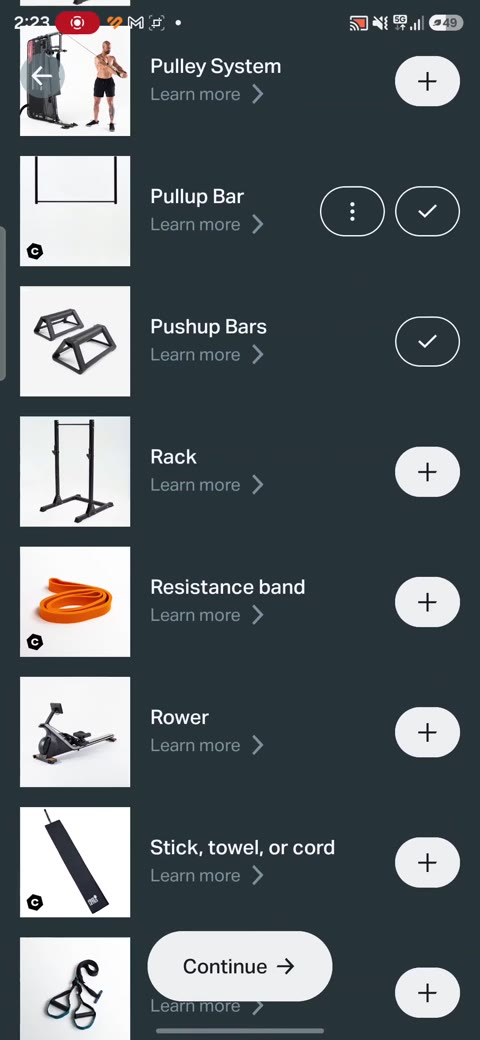 2:23
5G
49
Pulley System
Learn more
Pullup Bar
Learn more
C
Pushup Bars
Learn more
Rack
Learn more
Resistance band
Learn more
C
Rower
Learn more
Stick, towel, or cord
Learn more
C
Continue
Learn more